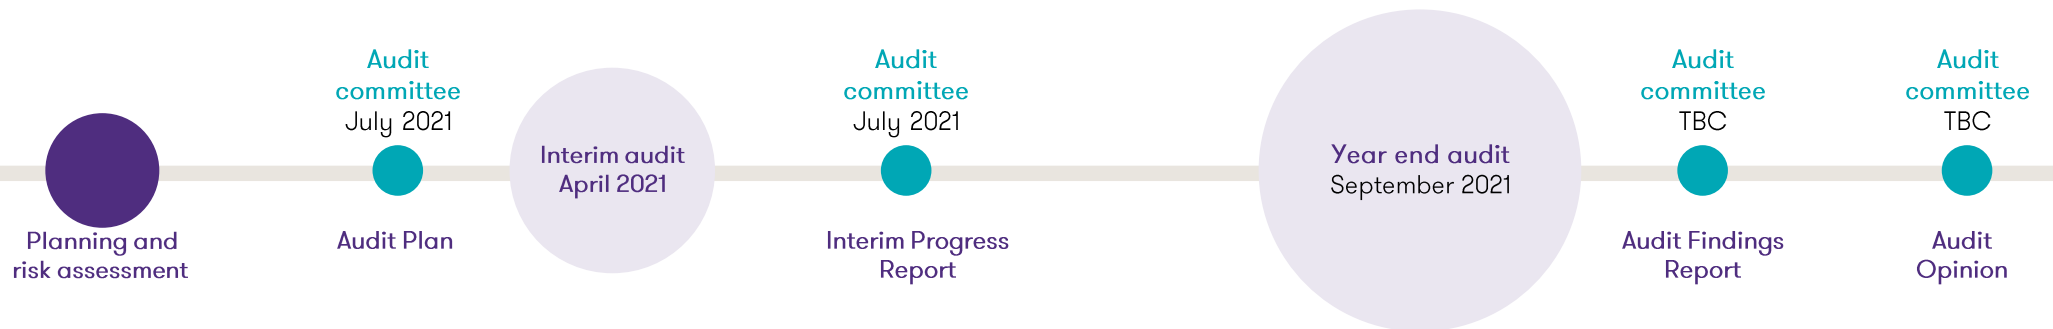 Planning and
risk assessment
Audit
committee
July 2021
Audit Plan
Interim audit
April 2021
Audit
committee
July 2021
Interim Progress
Report
Year end audit
September 2021
Audit
committee
TBC
Audit Findings
Report
Audit
committee
TBC
Audit
Opinion